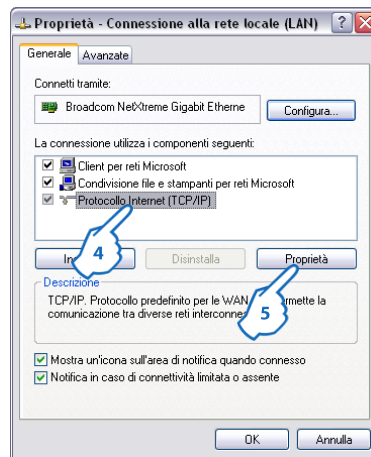 Proprietà - Connessione alla rete locale (LAN)
Generale Avanzate
Connetti tramite:
Broadcom NetXtreme Gigabit Etherne
Configura...
La connessione utilizza i componenti seguenti:
Client per reti Microsoft
Condivisione file e stampanti per reti Microsoft
Protocollo Internet (TCP/IP)
4
Disinstalla
Proprietà
5
Descrizione
TCP/IP. Protocollo predefinito per le WAN la
comunicazione tra diverse reti
Mostra un'icona sull'area di notifica quando connesso
Notifica in caso di connettività limitata o assente
OK Annulla